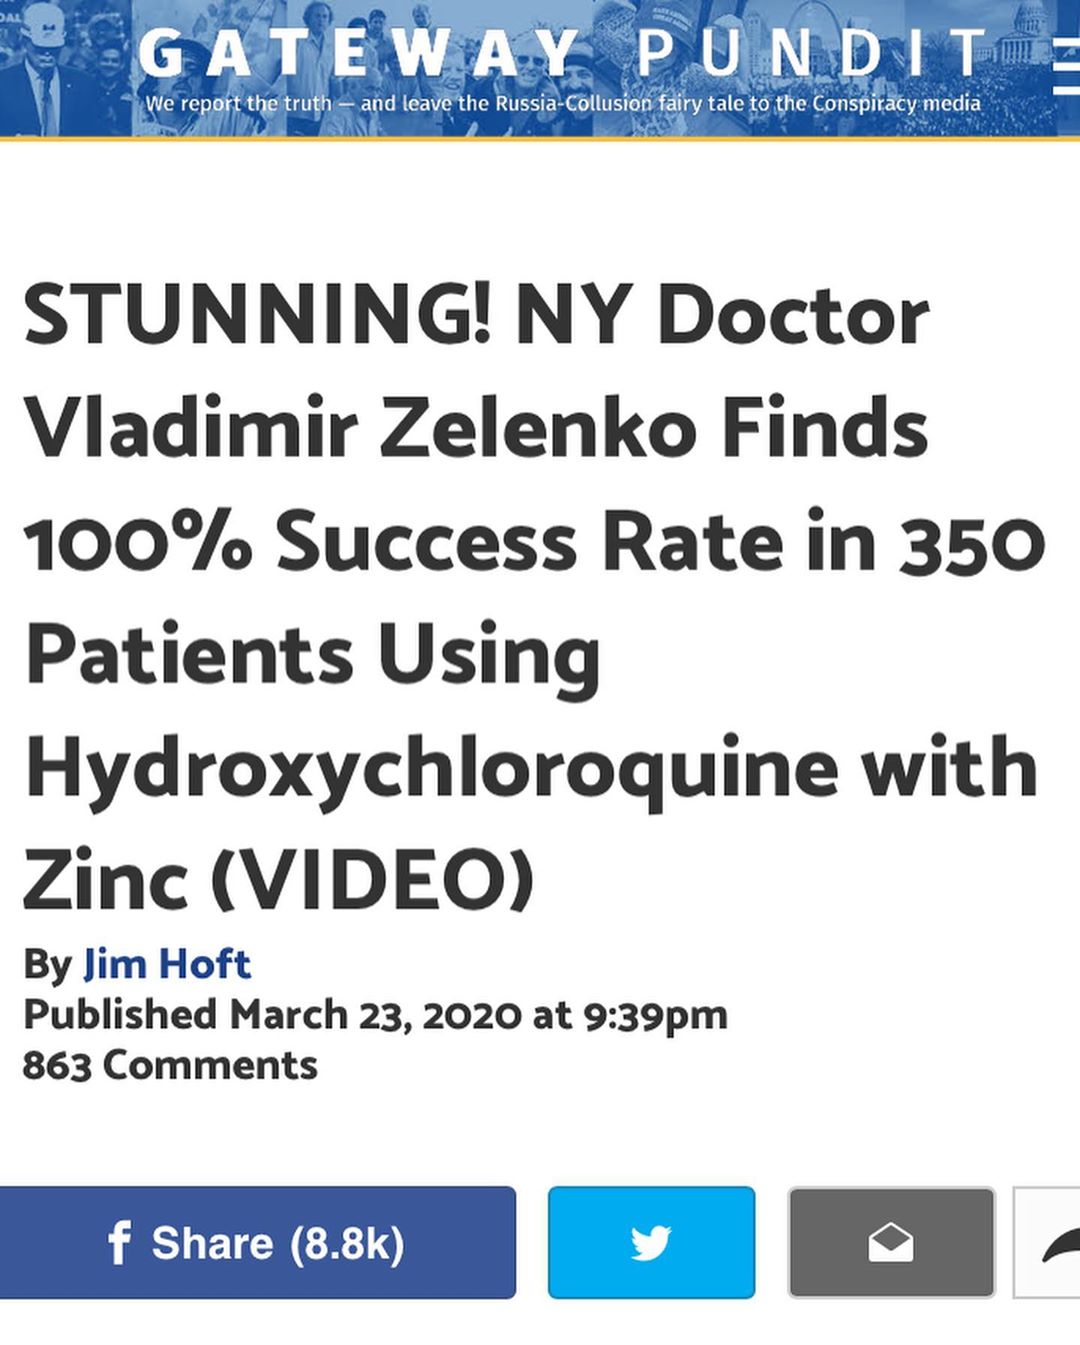 GATEWAY PUNDIT
We report the truth — and leave the Russia-Collusion fairy tale to the Conspiracy media
STUNNING! NY Doctor
Vladimir Zelenko Finds
100% Success Rate in 350
Patients Using
Hydroxychloroquine with
Zinc (VIDEO)
By Jim Hoft
Published March 23, 2020 at 9:39pm
863 Comments
Share (8.8k)